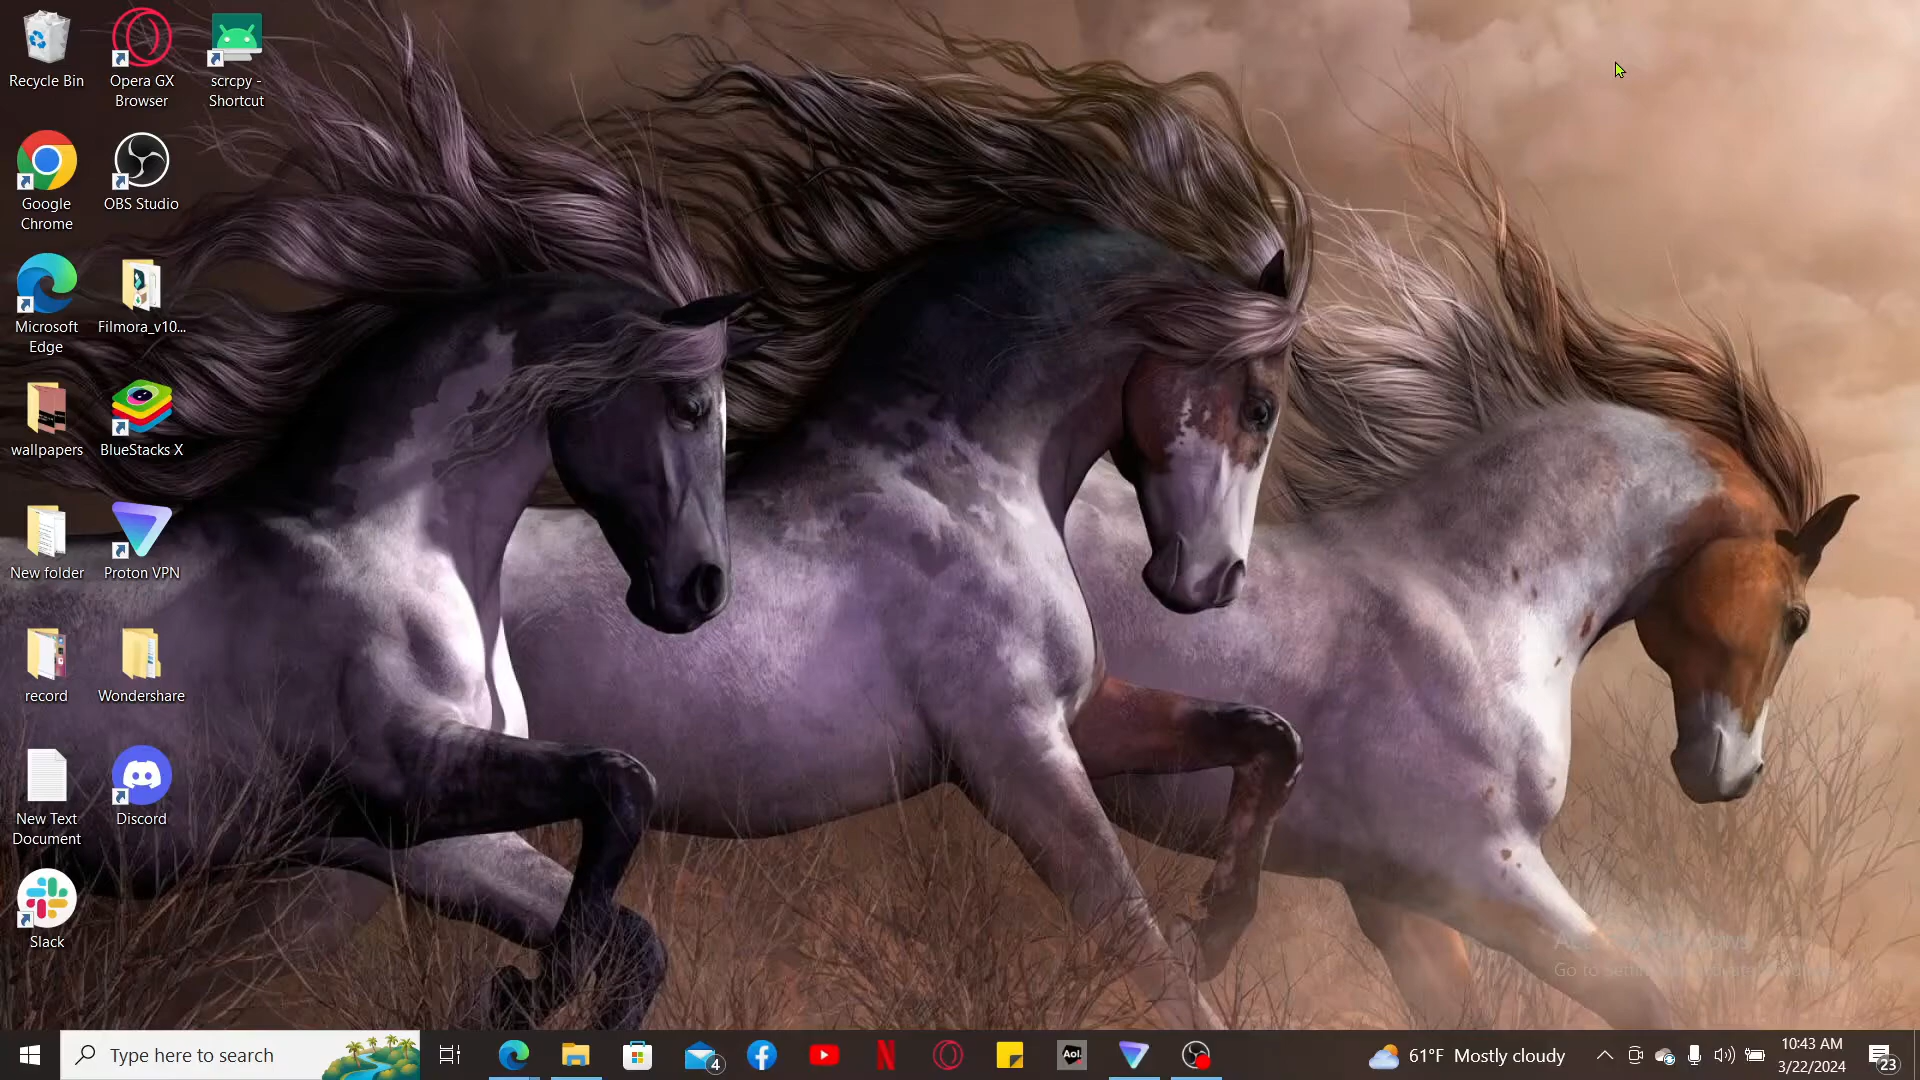 Recycle Bin
Opera GX
Browser
scrcpy -
Shortcut
Google
Chrome
OBS Studio
Microsoft
Edge
Filmora_v10...
wallpapers
BlueStacks X
New folder
Proton VPN
record
Wondershare
New Text
Document
Discord
Slack
Type here to search
4
Aol.
61°F Mostly cloudy
10:43 AM
3/22/2024
23